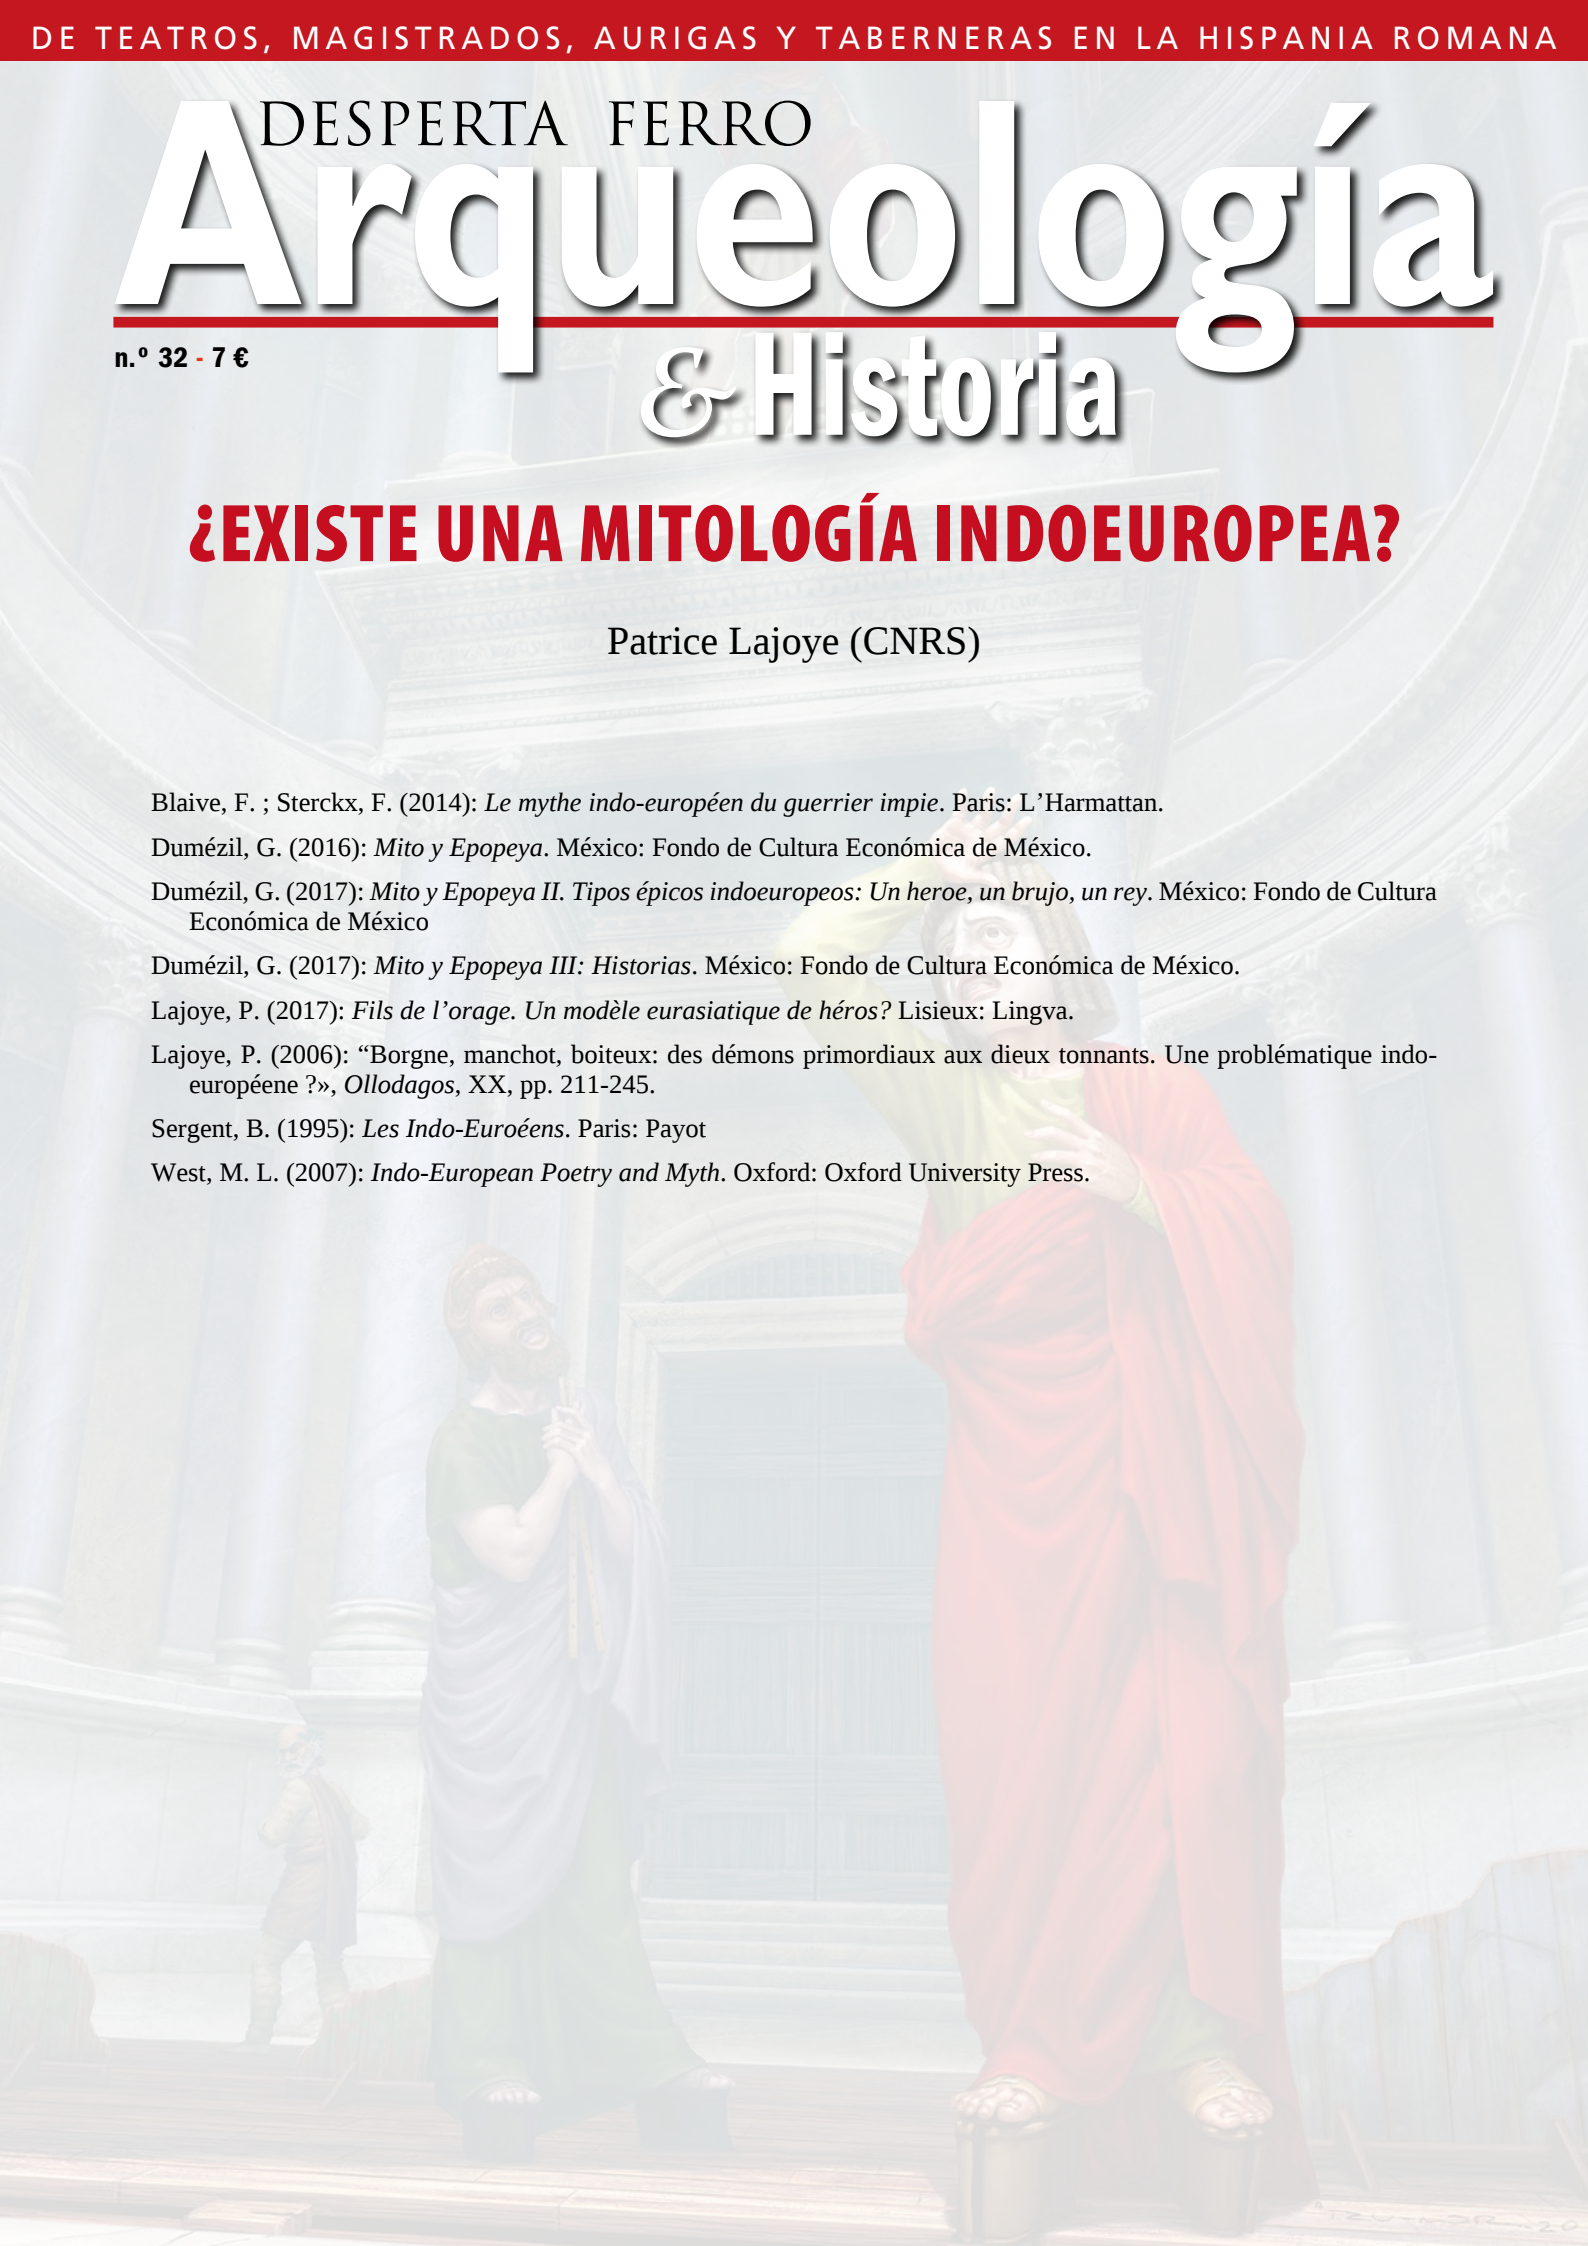 DE TEATROS, MAGISTRADOS, AURIGAS Y TABERNERAS EN LA HISPANIA ROMANA
DESPERTA FERRO
Arqueología
n.º 32 - 7 €
& Historia
¿EXISTE UNA MITOLOGÍA INDOEUROPEA?
Patrice Lajoye (CNRS)
Blaive, F. ; Sterckx, F. (2014): Le mythe indo-européen du guerrier impie. Paris: L’Harmattan.
Dumézil, G. (2016): Mito y Epopeya. México: Fondo de Cultura Económica de México.
Dumézil, G. (2017): Mito y Epopeya II. Tipos épicos indoeuropeos: Un heroe, un brujo, un rey. México: Fondo de Cultura
Económica de México
Dumézil, G. (2017): Mito y Epopeya III: Historias. México: Fondo de Cultura Económica de México.
Lajoye, P. (2017): Fils de l’orage. Un modèle eurasiatique de héros? Lisieux: Lingva.
Lajoye, P. (2006): “Borgne, manchot, boiteux: des démons primordiaux aux dieux tonnants. Une problématique indo-
européene ?», Ollodagos, XX, pp. 211-245.
Sergent, B. (1995): Les Indo-Euroéens. Paris: Payot
West, M. L. (2007): Indo-European Poetry and Myth. Oxford: Oxford University Press.